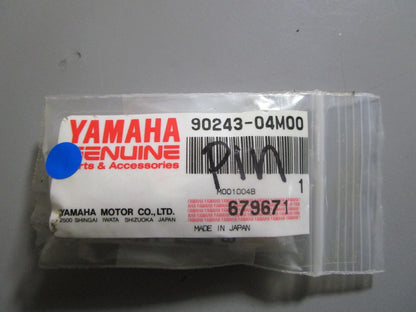 YAMAHA 90243-04M00
GENUINE
Parts & Accessories
Pin
M001004B 1
YAMAHA MOTOR CO.,LTD. 679671
2500 SHINGAI IWATA SHIZUOKA JAPAN
MADE IN JAPAN